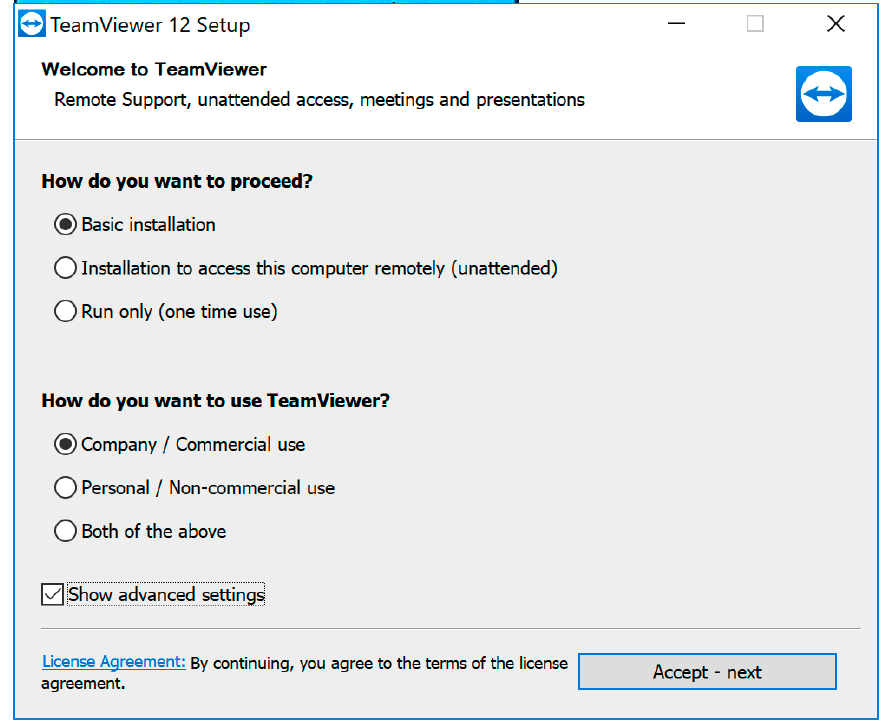 TeamViewer 12 Setup
Welcome to TeamViewer
Remote Support, unattended access, meetings and presentations
How do you want to proceed?
Basic installation
Installation to access this computer remotely (unattended)
Run only (one time use)
How do you want to use TeamViewer?
Company / Commercial use
Personal / Non-commercial use
Both of the above
Show advanced settings
License Agreement: By continuing, you agree to the terms of the license
agreement.
Accept - next